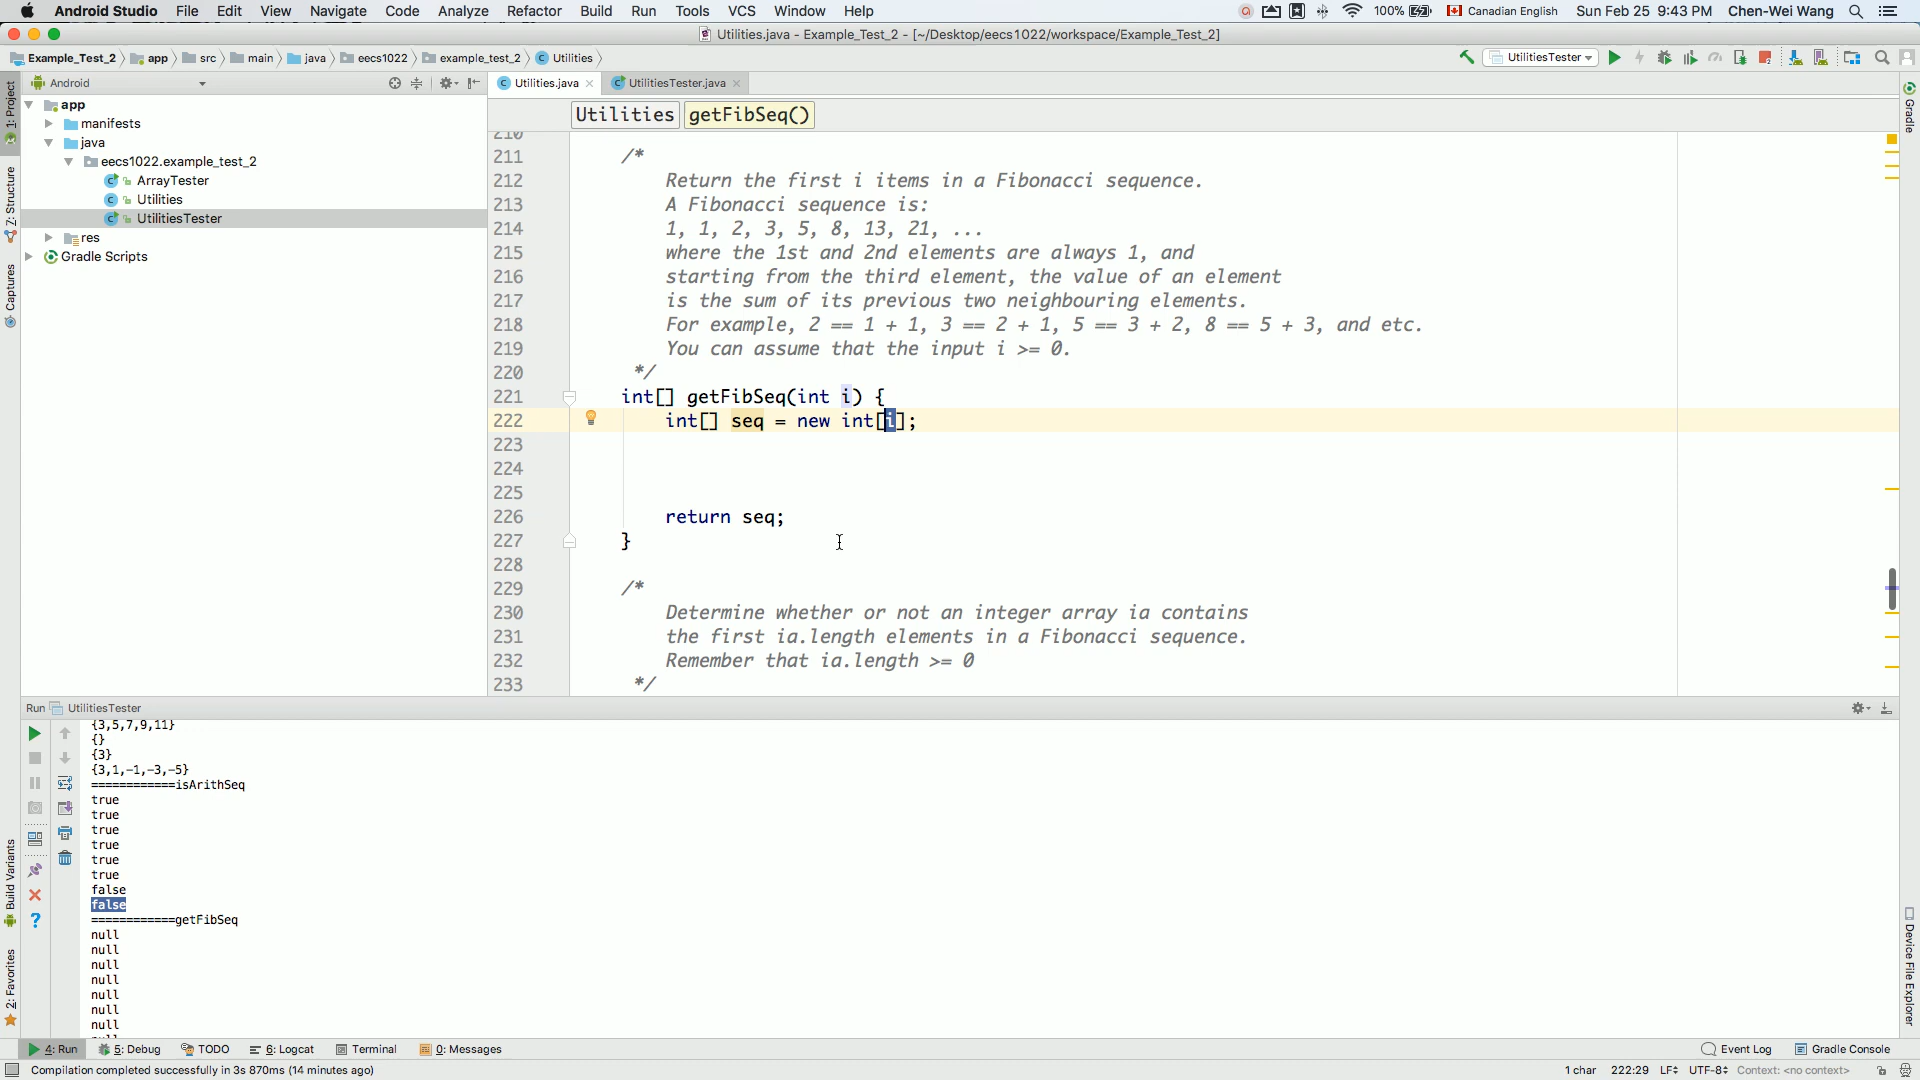 Android Studio File Edit View Navigate Code Analyze Refactor Build Run Tools VCS Window Help 100% Canadian English Sun Feb 25 9:43 PM Chen-Wei Wang
Utilities.java - Example_Test_2 - [~/Desktop/eecs1022/workspace/Example_Test_2]
Example_Test_2 app src main java eecs1022 example_test_2 Utilities UtilitiesTester
Android Utilities.java UtilitiesTester.java
1: Project
Z: Structure
Captures
Build Variants
2: Favorites
app
manifests
java
eecs1022.example_test_2
ArrayTester
Utilities
UtilitiesTester
res
Gradle Scripts
Utilities getFibSeq()
210
211 /*
212 Return the first i items in a Fibonacci sequence.
213 A Fibonacci sequence is:
214 1, 1, 2, 3, 5, 8, 13, 21, ...
215 where the 1st and 2nd elements are always 1, and
216 starting from the third element, the value of an element
217 is the sum of its previous two neighbouring elements.
218 For example, 2 == 1 + 1, 3 == 2 + 1, 5 == 3 + 2, 8 == 5 + 3, and etc.
219 You can assume that the input i >= 0.
220 */
221 int[] getFibSeq(int i) {
222 int[] seq = new int[i];
223
224
225
226 return seq;
227 }
228
229 /*
230 Determine whether or not an integer array ia contains
231 the first ia.length elements in a Fibonacci sequence.
232 Remember that ia.length >= 0
233 */
Gradle
Device File Explorer
Run UtilitiesTester
{3,5,7,9,11}
{}
{3}
{3,1,-1,-3,-5}
============isArithSeq
true
true
true
true
true
true
false
false
============getFibSeq
null
null
null
null
null
null
null
4: Run 5: Debug TODO 6: Logcat Terminal 0: Messages Event Log Gradle Console
Compilation completed successfully in 3s 870ms (14 minutes ago) 1 char 222:29 LF UTF-8 Context: <no context>